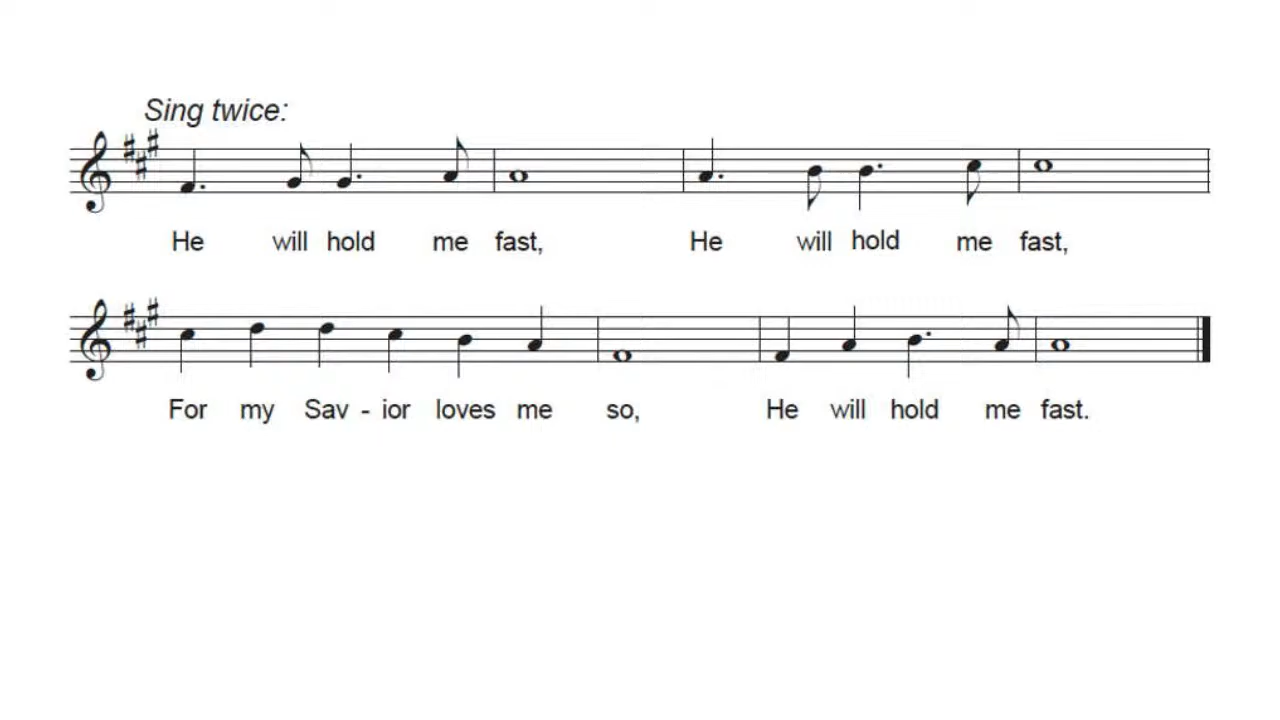 Sing twice:
He will hold me fast, He will hold me fast,
For my Sav - ior loves me so, He will hold me fast.